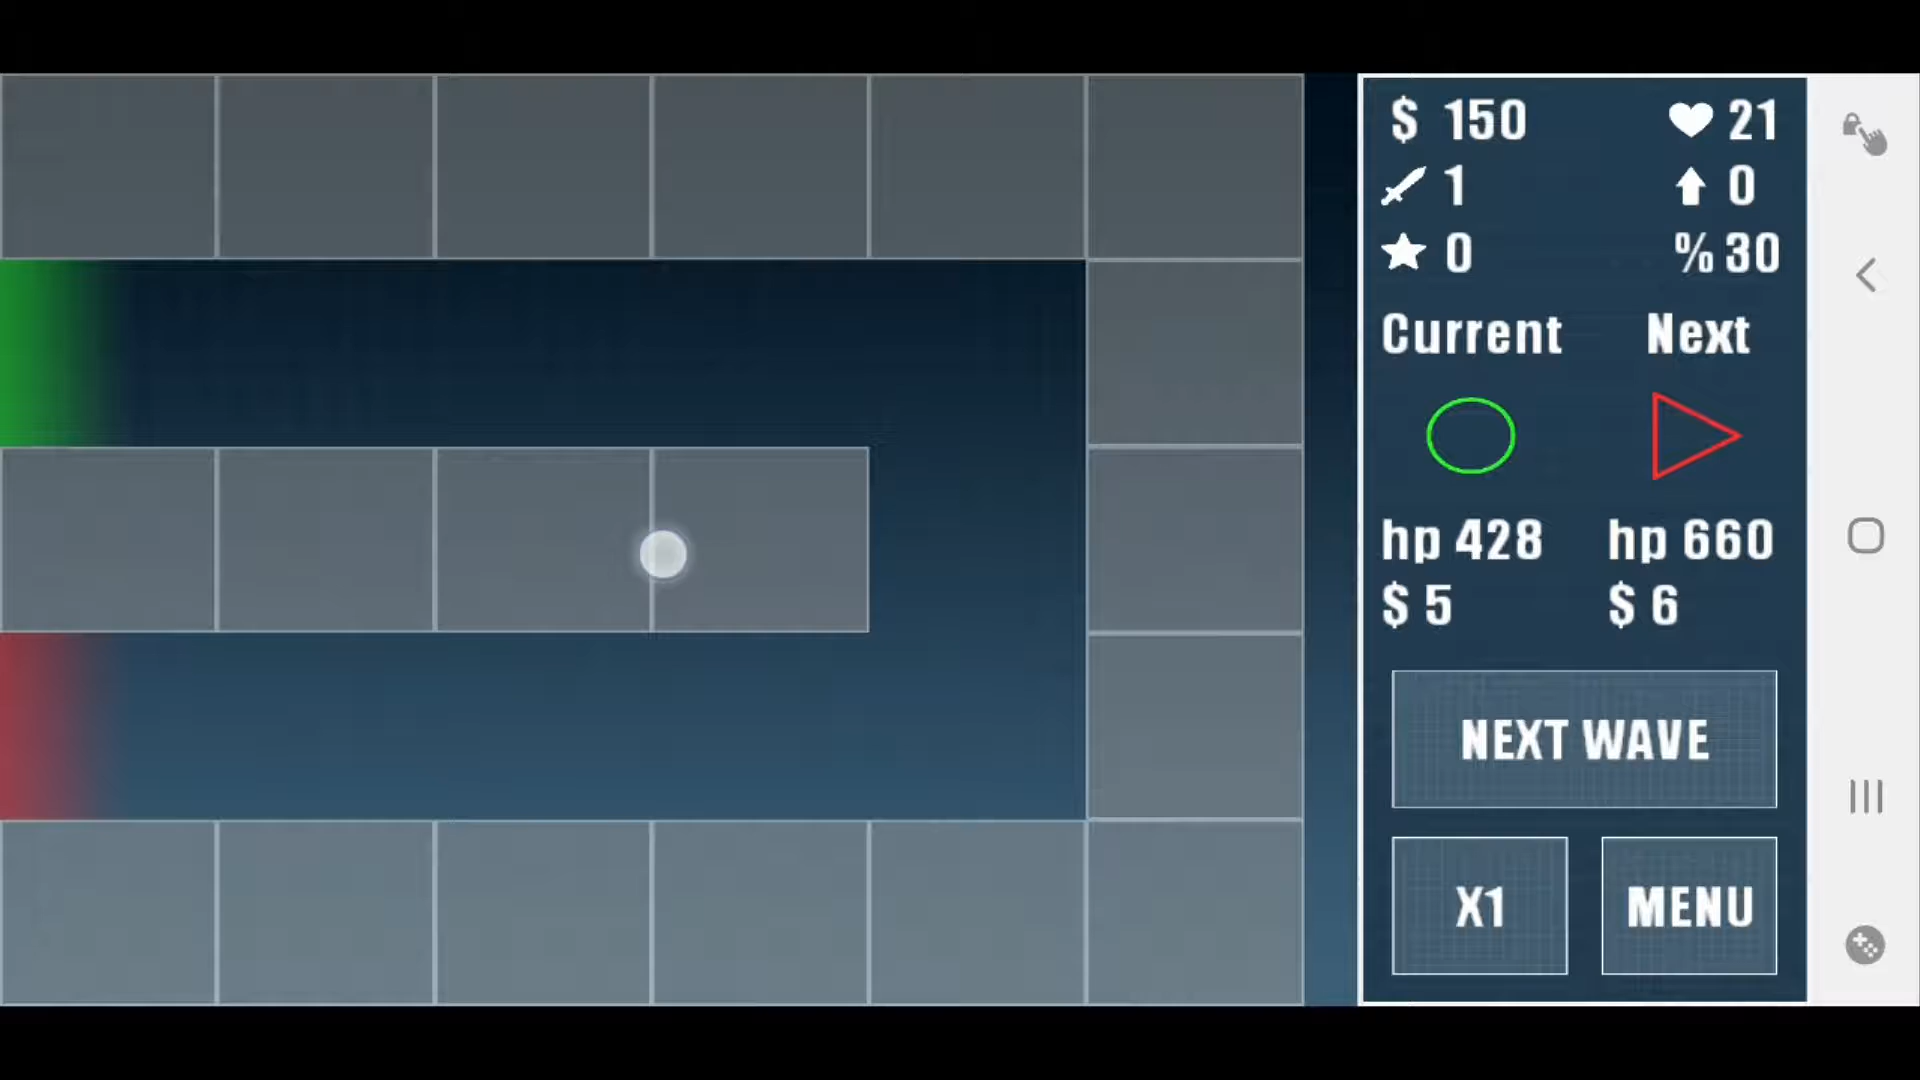 $ 150 21
1 0
0 % 30
Current Next
hp 428 hp 660
$ 5 $ 6
NEXT WAVE
X1 MENU